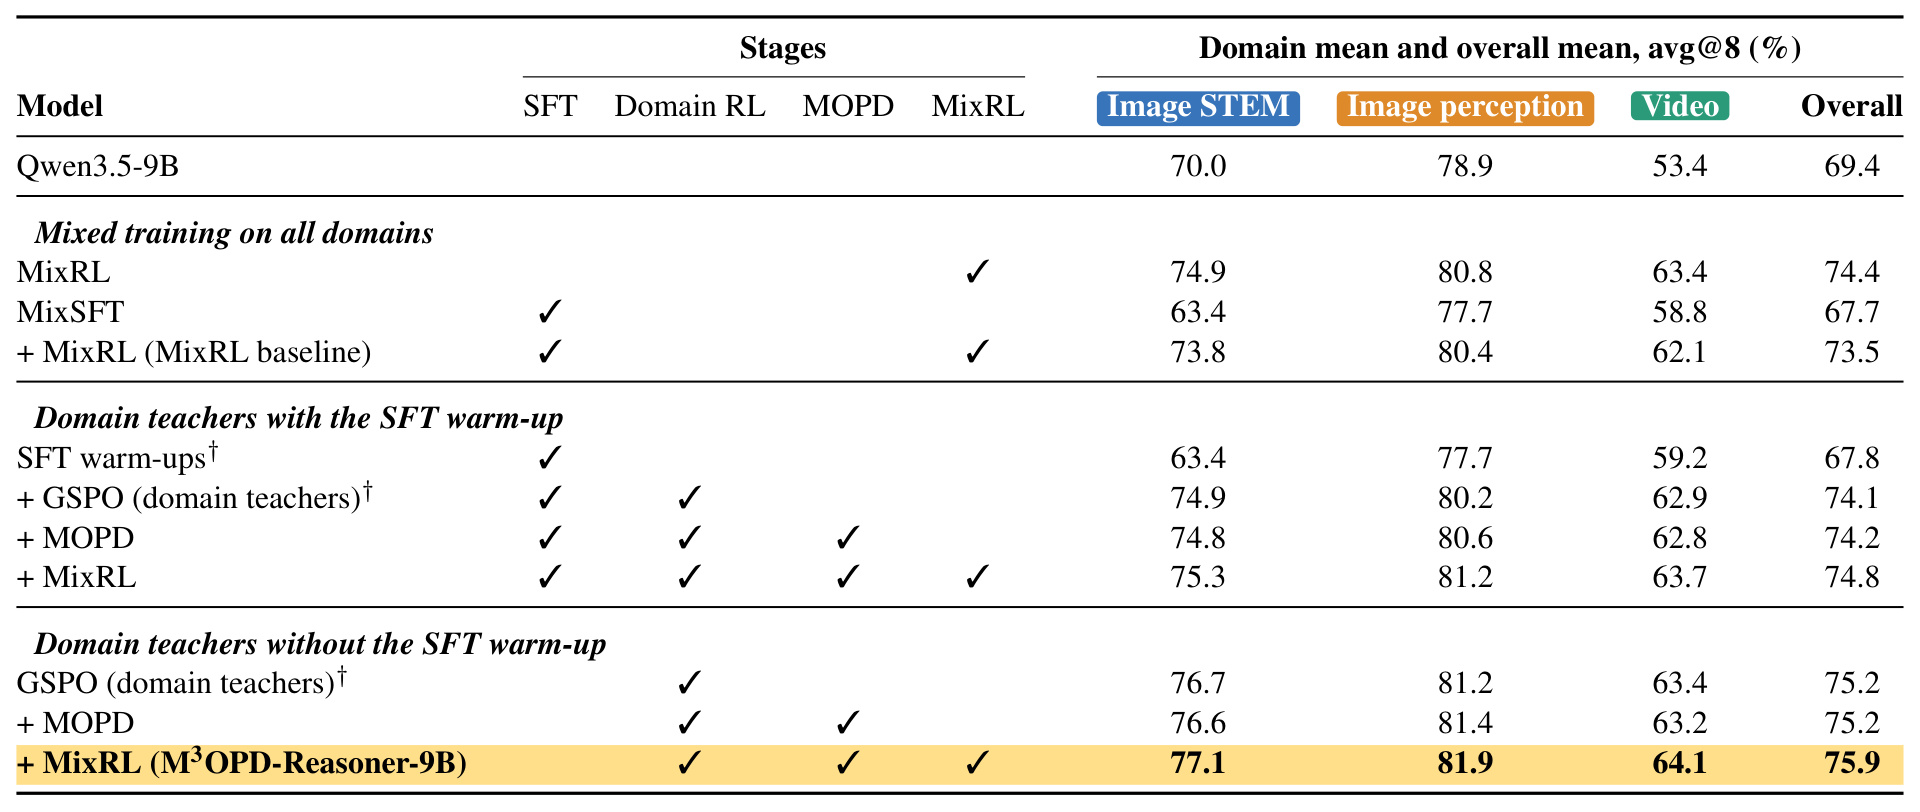 Stages Domain mean and overall mean, avg@8 (%)
Model SFT Domain RL MOPD MixRL Image STEM Image perception Video Overall
Qwen3.5-9B 70.0 78.9 53.4 69.4
Mixed training on all domains
MixRL ✓ 74.9 80.8 63.4 74.4
MixSFT ✓ 63.4 77.7 58.8 67.7
+ MixRL (MixRL baseline) ✓ ✓ 73.8 80.4 62.1 73.5
Domain teachers with the SFT warm-up
SFT warm-ups† ✓ 63.4 77.7 59.2 67.8
+ GSPO (domain teachers)† ✓ ✓ 74.9 80.2 62.9 74.1
+ MOPD ✓ ✓ ✓ 74.8 80.6 62.8 74.2
+ MixRL ✓ ✓ ✓ ✓ 75.3 81.2 63.7 74.8
Domain teachers without the SFT warm-up
GSPO (domain teachers)† ✓ 76.7 81.2 63.4 75.2
+ MOPD ✓ ✓ 76.6 81.4 63.2 75.2
+ MixRL (M³OPD-Reasoner-9B) ✓ ✓ ✓ 77.1 81.9 64.1 75.9